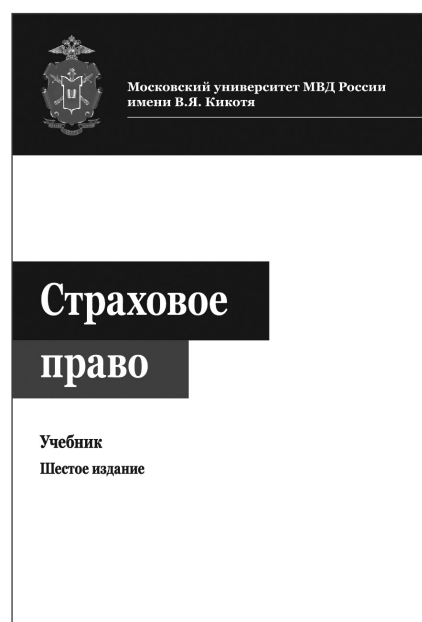 Московский университет МВД России
имени В.Я. Кикотя
Страховое
право
Учебник
Шестое издание